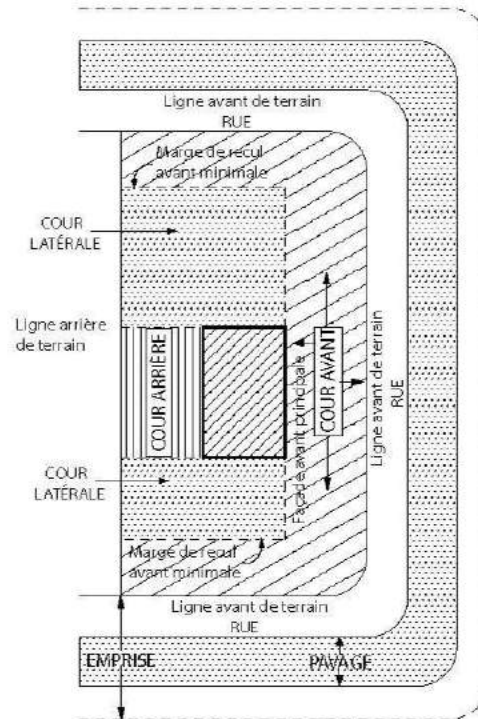 Ligne avant de terrain
RUE
Marge de recul
avant minimale
COUR
LATÉRALE
Ligne arrière
de terrain
COUR ARRIÈRE
Façade avant principale
COUR AVANT
Ligne avant de terrain
RUE
COUR
LATÉRALE
Marge de recul
avant minimale
Ligne avant de terrain
RUE
EMPRISE
PAVAGE